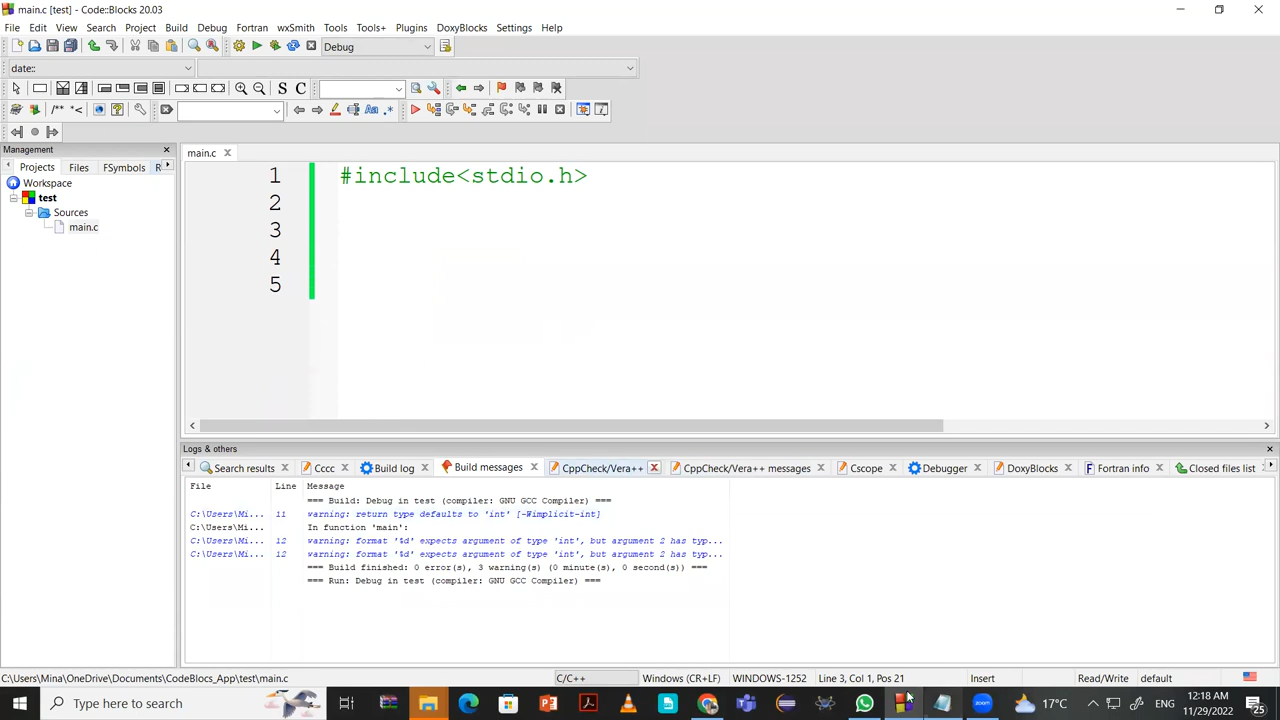 main.c [test] - Code::Blocks 20.03
File Edit View Search Project Build Debug Fortran wxSmith Tools Tools+ Plugins DoxyBlocks Settings Help
Debug
date::
S C
/** *<
Aa .*
Management
Projects Files FSymbols R
main.c
Workspace
test
Sources
main.c
1 #include<stdio.h>
2
3
4
5
Logs & others
Search results Cccc Build log Build messages CppCheck/Vera++ CppCheck/Vera++ messages Cscope Debugger DoxyBlocks Fortran info Closed files list
File Line Message
=== Build: Debug in test (compiler: GNU GCC Compiler) ===
C:\Users\Mi... 11 warning: return type defaults to 'int' [-Wimplicit-int]
C:\Users\Mi... In function 'main':
C:\Users\Mi... 12 warning: format '%d' expects argument of type 'int', but argument 2 has typ...
C:\Users\Mi... 12 warning: format '%d' expects argument of type 'int', but argument 2 has typ...
=== Build finished: 0 error(s), 3 warning(s) (0 minute(s), 0 second(s)) ===
=== Run: Debug in test (compiler: GNU GCC Compiler) ===
C:\Users\Mina\OneDrive\Documents\CodeBlocs_App\test\main.c C/C++ Windows (CR+LF) WINDOWS-1252 Line 3, Col 1, Pos 21 Insert Read/Write default
Type here to search 17°C ENG 12:18 AM
11/29/2022 25